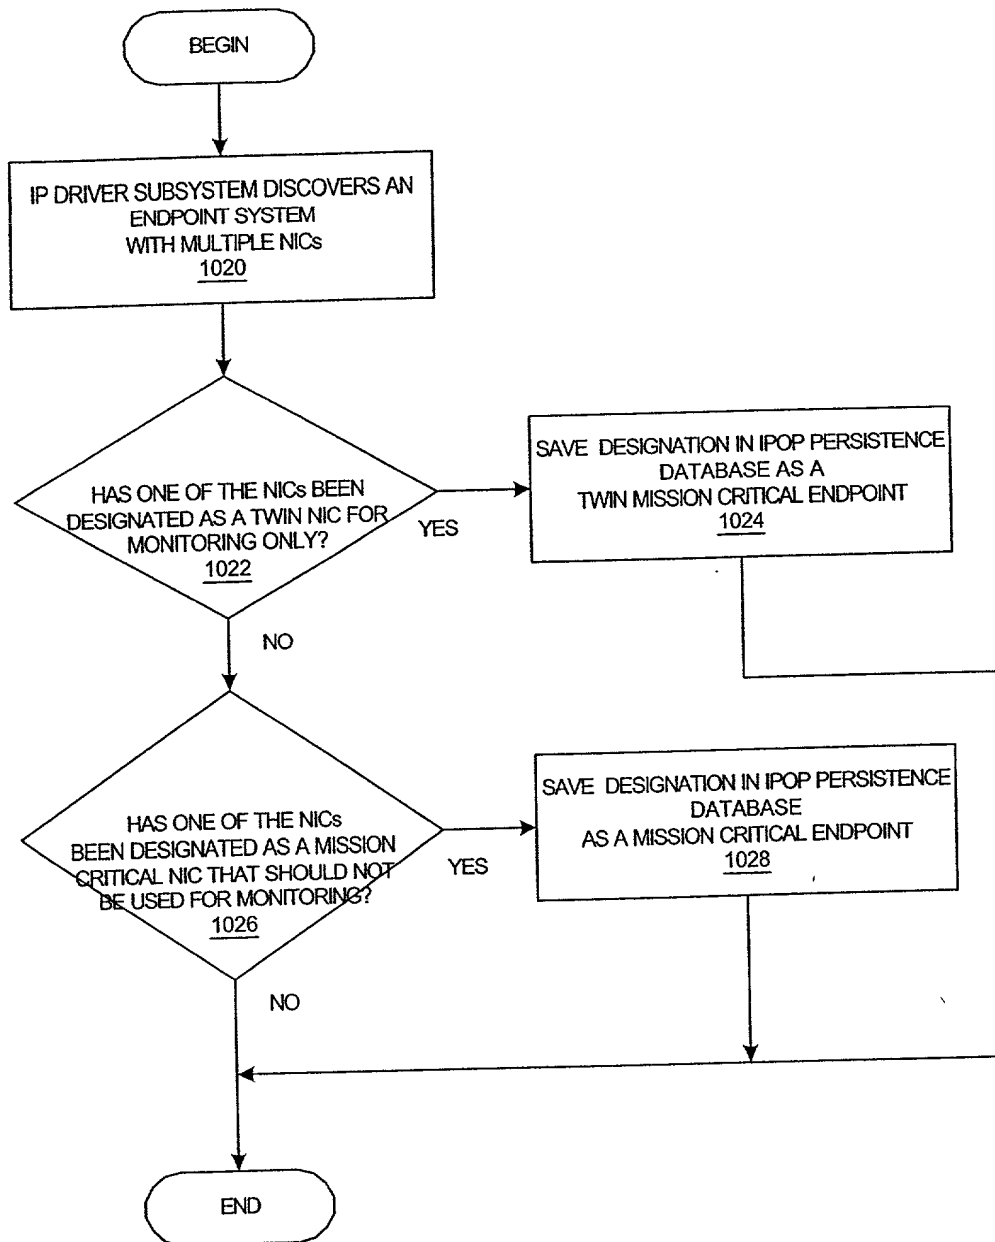 BEGIN
IP DRIVER SUBSYSTEM DISCOVERS AN
ENDPOINT SYSTEM
WITH MULTIPLE NICs
1020
HAS ONE OF THE NICs BEEN
DESIGNATED AS A TWIN NIC FOR
MONITORING ONLY?
1022
YES
SAVE DESIGNATION IN IPOP PERSISTENCE
DATABASE AS A
TWIN MISSION CRITICAL ENDPOINT
1024
NO
HAS ONE OF THE NICs
BEEN DESIGNATED AS A MISSION
CRITICAL NIC THAT SHOULD NOT
BE USED FOR MONITORING?
1026
YES
SAVE DESIGNATION IN IPOP PERSISTENCE
DATABASE
AS A MISSION CRITICAL ENDPOINT
1028
NO
END